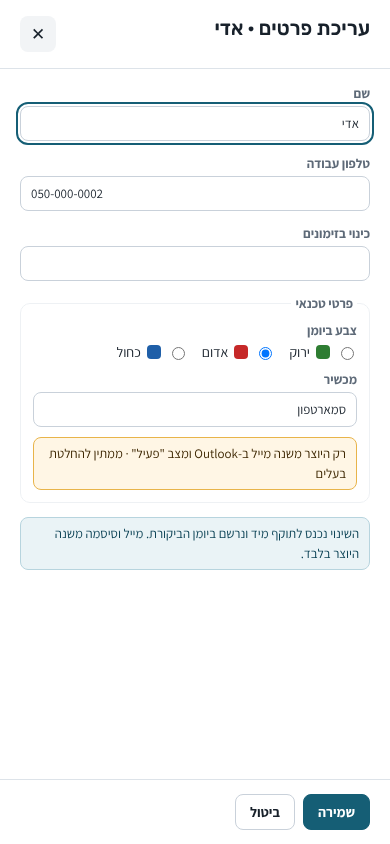 עריכת פרטים • אדי
✕
שם
אדי
טלפון עבודה
050-000-0002
כינוי בזימונים
פרטי טכנאי
צבע ביומן
ירוק אדום כחול
מכשיר
סמארטפון
רק היוצר משנה מייל ב-Outlook ומצב "פעיל" · ממתין להחלטת
בעלים
השינוי נכנס לתוקף מיד ונרשם ביומן הביקורת. מייל וסיסמה משנה
היוצר בלבד.
שמירה
ביטול